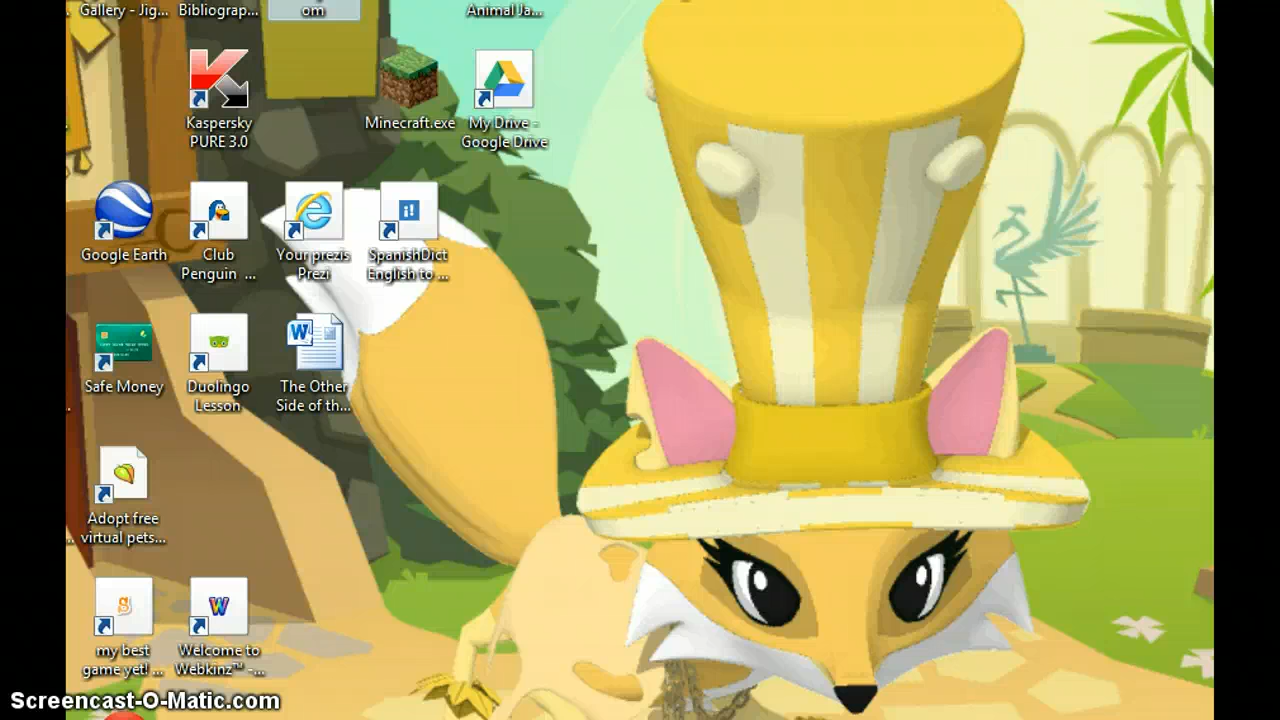 Gallery - Jig...
Bibliograp...
om
Animal Ja...
Kaspersky
PURE 3.0
Minecraft.exe
My Drive -
Google Drive
Google Earth
Club
Penguin ...
Your prezis
Prezi
SpanishDict
English to ...
Safe Money
Duolingo
Lesson
W
The Other
Side of th...
Adopt free
virtual pets...
S
my best
game yet! ...
W
Welcome to
Webkinz™ -...
Screencast-O-Matic.com